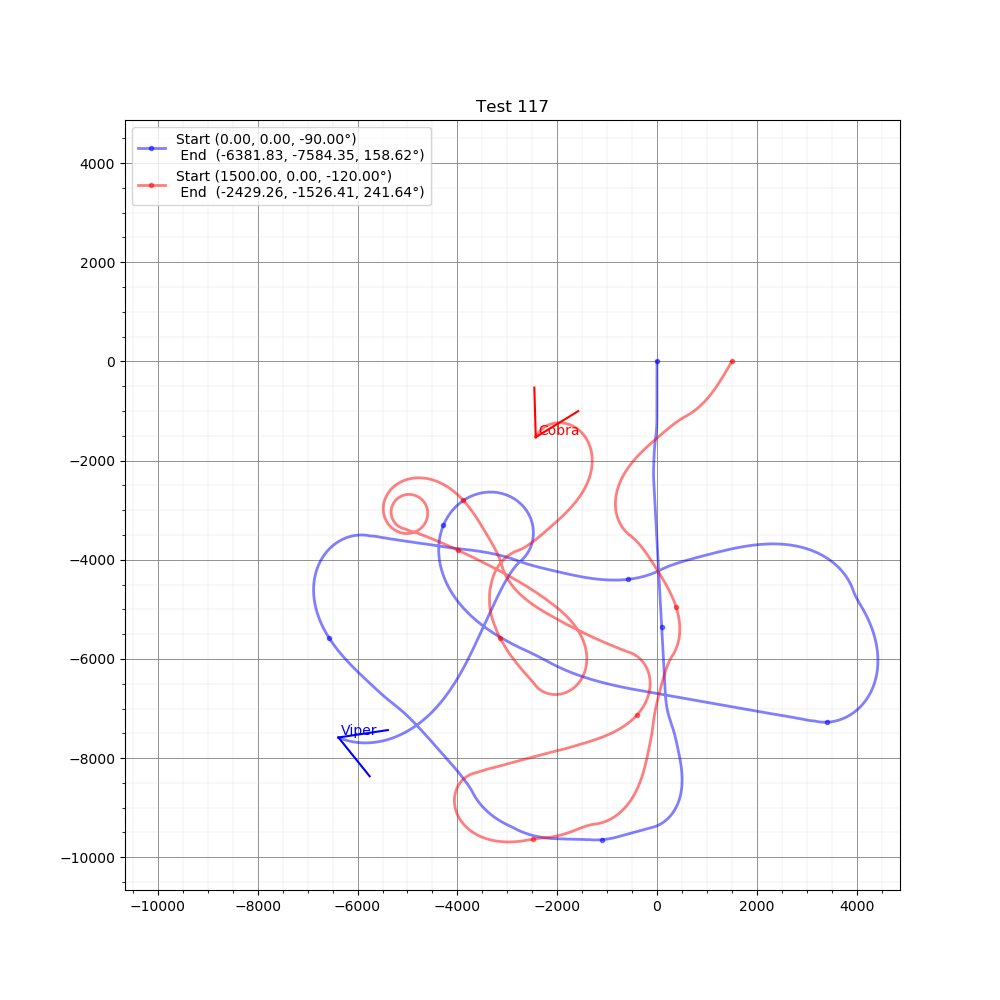 Test 117
Start (0.00, 0.00, -90.00°)
End  (-6381.83, -7584.35, 158.62°)
Start (1500.00, 0.00, -120.00°)
End  (-2429.26, -1526.41, 241.64°)
4000
2000
0
−2000
−4000
−6000
−8000
−10000
Cobra
Viper
−10000 −8000 −6000 −4000 −2000 0 2000 4000